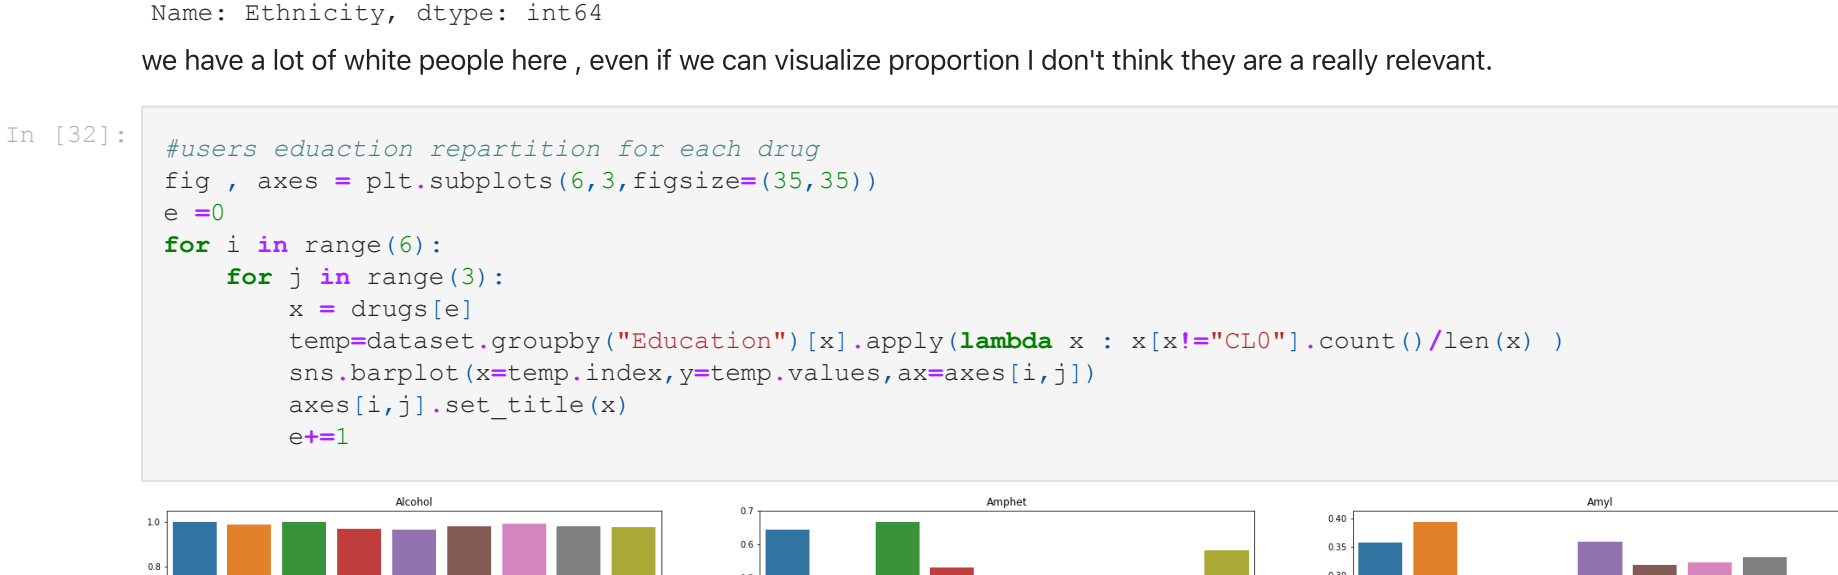 Name: Ethnicity, dtype: int64
we have a lot of white people here , even if we can visualize proportion I don't think they are a really relevant.
In [32]:
#users eduaction repartition for each drug
fig , axes = plt.subplots(6,3,figsize=(35,35))
e =0
for i in range(6):
    for j in range(3):
        x = drugs[e]
        temp=dataset.groupby("Education")[x].apply(lambda x : x[x!="CL0"].count()/len(x) )
        sns.barplot(x=temp.index,y=temp.values,ax=axes[i,j])
        axes[i,j].set_title(x)
        e+=1
Alcohol Amphet Amyl
1.0 0.7 0.40
0.6 0.35
0.8